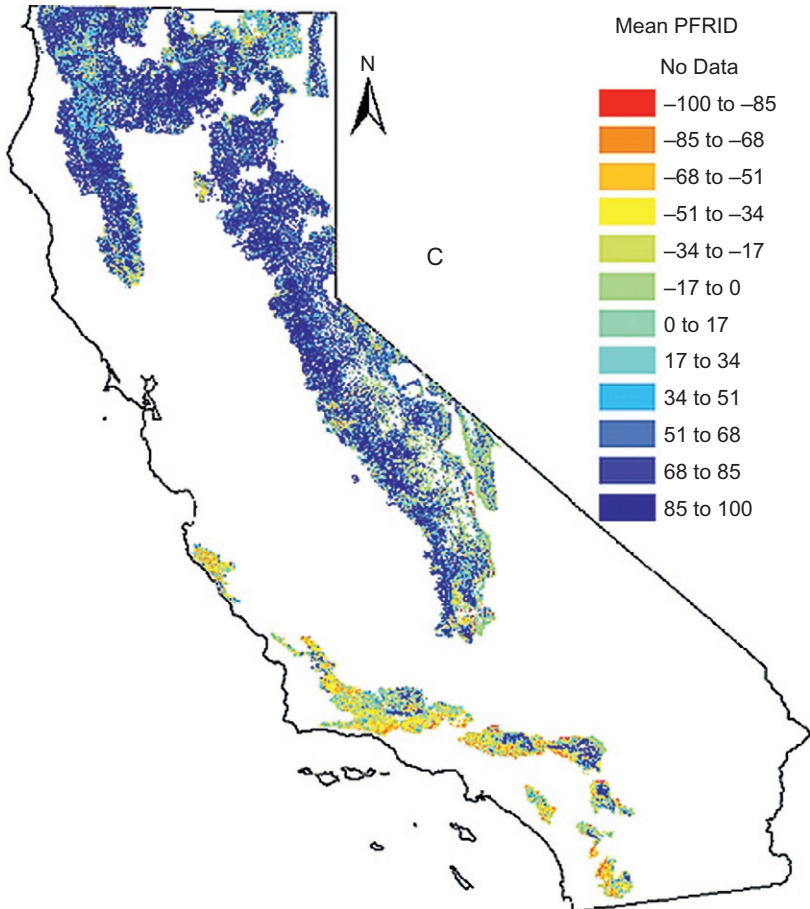 Mean PFRID
No Data
N
–100 to –85
–85 to –68
–68 to –51
–51 to –34
–34 to –17
C
–17 to 0
0 to 17
17 to 34
34 to 51
51 to 68
68 to 85
85 to 100